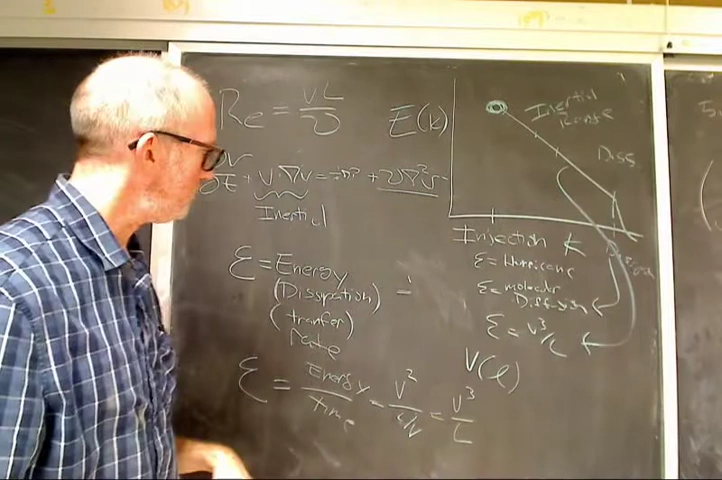 Re = VL/ν
E(k)
Inertial
Range
Diss
∂v/∂t + v·∇v = + ν∇²v
Inertial
Injection K
ε = Hurricane
ε = molecular
Diffusion
ε = v³/L
ε = Energy
(Dissipation) =
(tranfer)
Rate
V(ℓ)
ε = Energy/Time = V²/L/V = V³/L